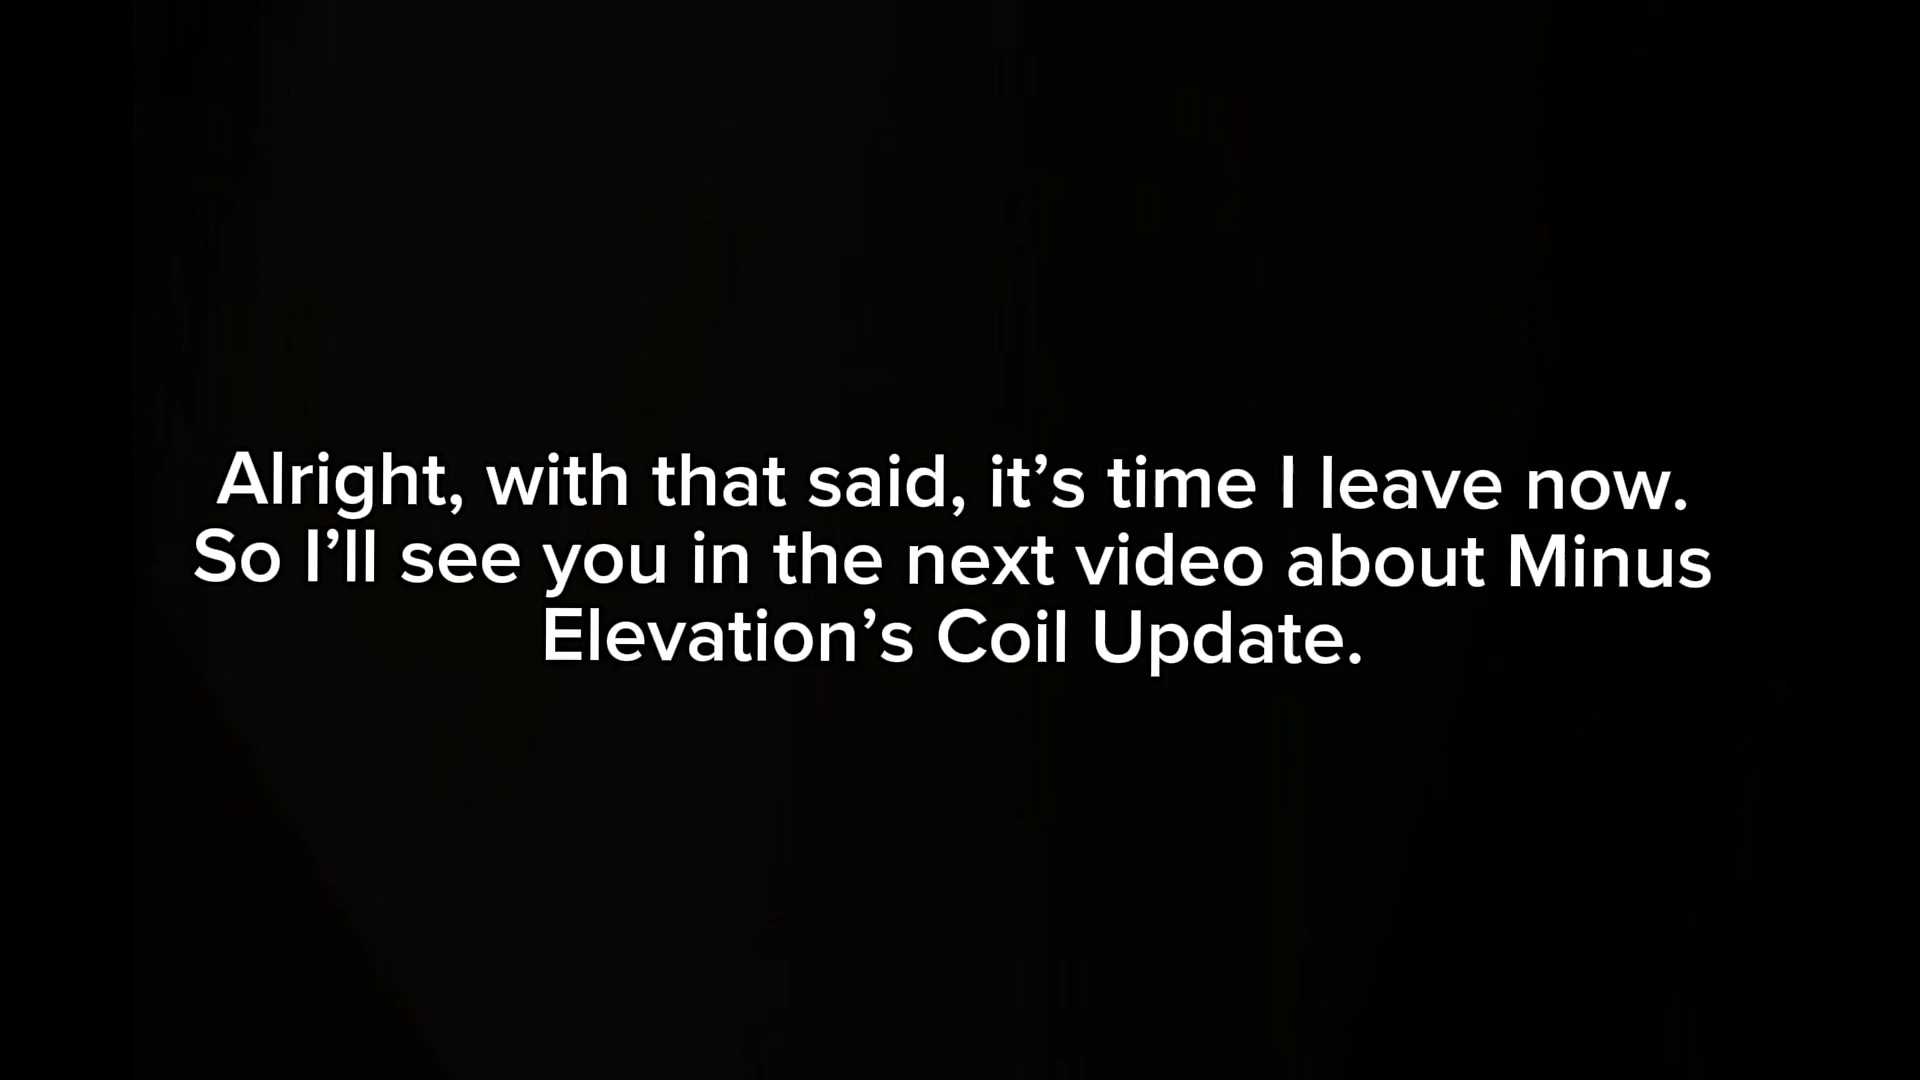 Alright, with that said, it’s time I leave now.
So I’ll see you in the next video about Minus
Elevation’s Coil Update.